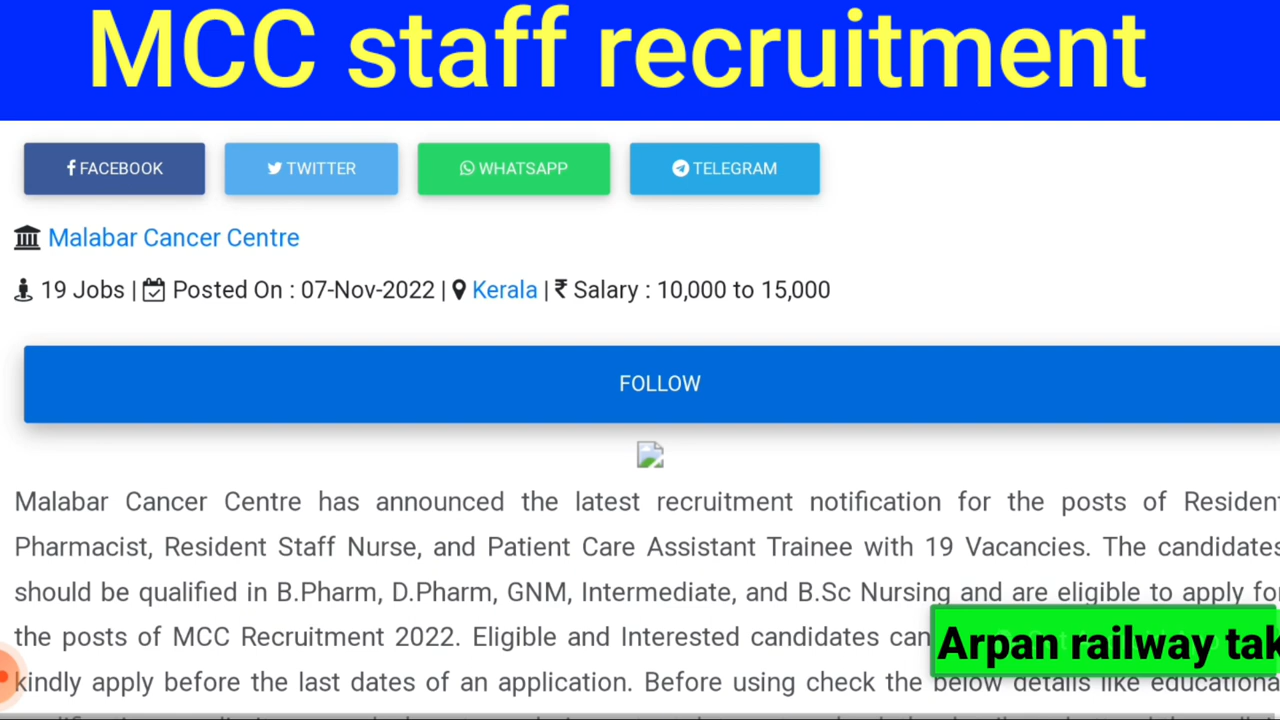 MCC staff recruitment
FACEBOOK TWITTER WHATSAPP TELEGRAM
Malabar Cancer Centre
19 Jobs | Posted On : 07-Nov-2022 | Kerala | ₹ Salary : 10,000 to 15,000
FOLLOW
Malabar Cancer Centre has announced the latest recruitment notification for the posts of Resident
Pharmacist, Resident Staff Nurse, and Patient Care Assistant Trainee with 19 Vacancies. The candidates
should be qualified in B.Pharm, D.Pharm, GNM, Intermediate, and B.Sc Nursing and are eligible to apply for
the posts of MCC Recruitment 2022. Eligible and Interested candidates can
Arpan railway tak
kindly apply before the last dates of an application. Before using check the below details like educational